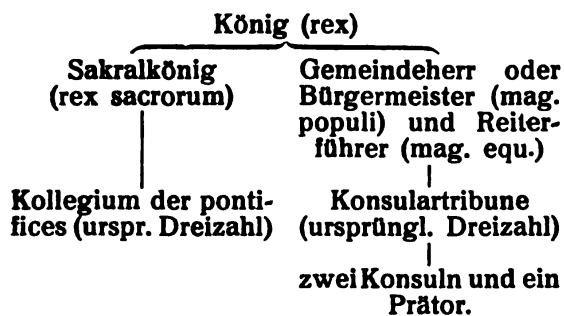 König (rex)
Sakralkönig
(rex sacrorum)
Gemeindeherr oder
Bürgermeister (mag.
populi) und Reiter-
führer (mag. equ.)
Kollegium der ponti-
fices (urspr. Dreizahl)
Konsulartribune
(ursprüngl. Dreizahl)
zwei Konsuln und ein
Prätor.